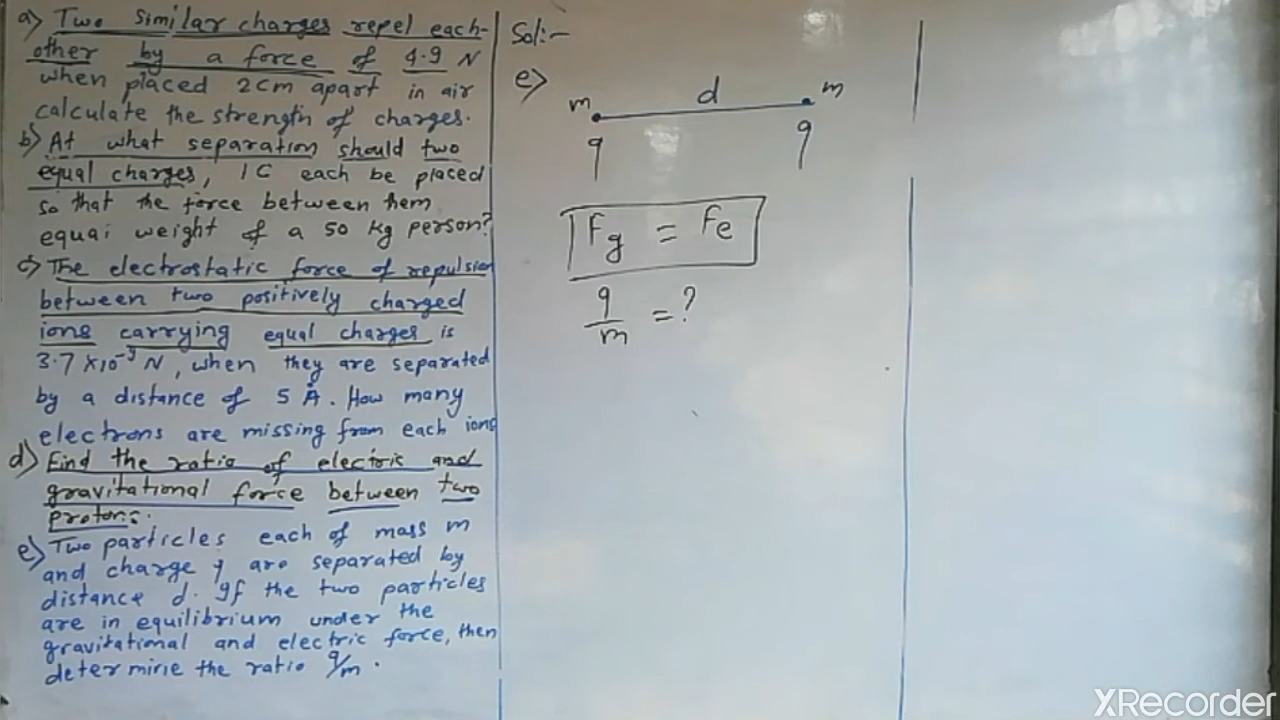 a) Two similar charges repel each-
other by a force of 4.9 N
when placed 2cm apart in air
calculate the strength of charges.
b) At what separation should two
equal charges, 1C each be placed
so that the force between them
equal weight of a 50 Kg person?
c) The electrostatic force of repulsion
between two positively charged
ions carrying equal charges is
3.7 X10⁻⁹ N, when they are separated
by a distance of 5 Å. How many
electrons are missing from each ions
d) Find the ratio of electric and
gravitational force between two
protons.
e) Two particles each of mass m
and charge q are separated by
distance d. If the two particles
are in equilibrium under the
gravitational and electric force, then
determine the ratio q/m.
Sol:-
e)
m d m
q q
Fg = Fe
q/m = ?
XRecorder